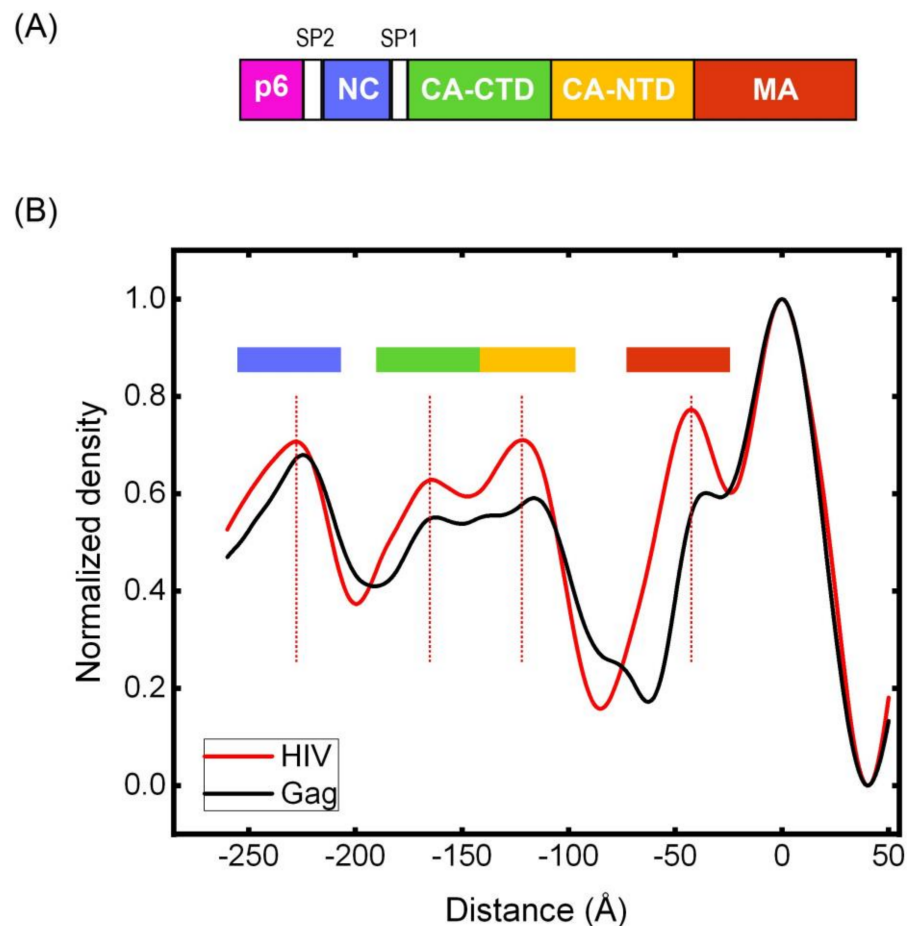 (A)
SP2 SP1
p6 NC CA-CTD CA-NTD MA
(B)
1.0
0.8
0.6
0.4
0.2
0.0
Normalized density
HIV
Gag
-250 -200 -150 -100 -50 0 50
Distance (Å)